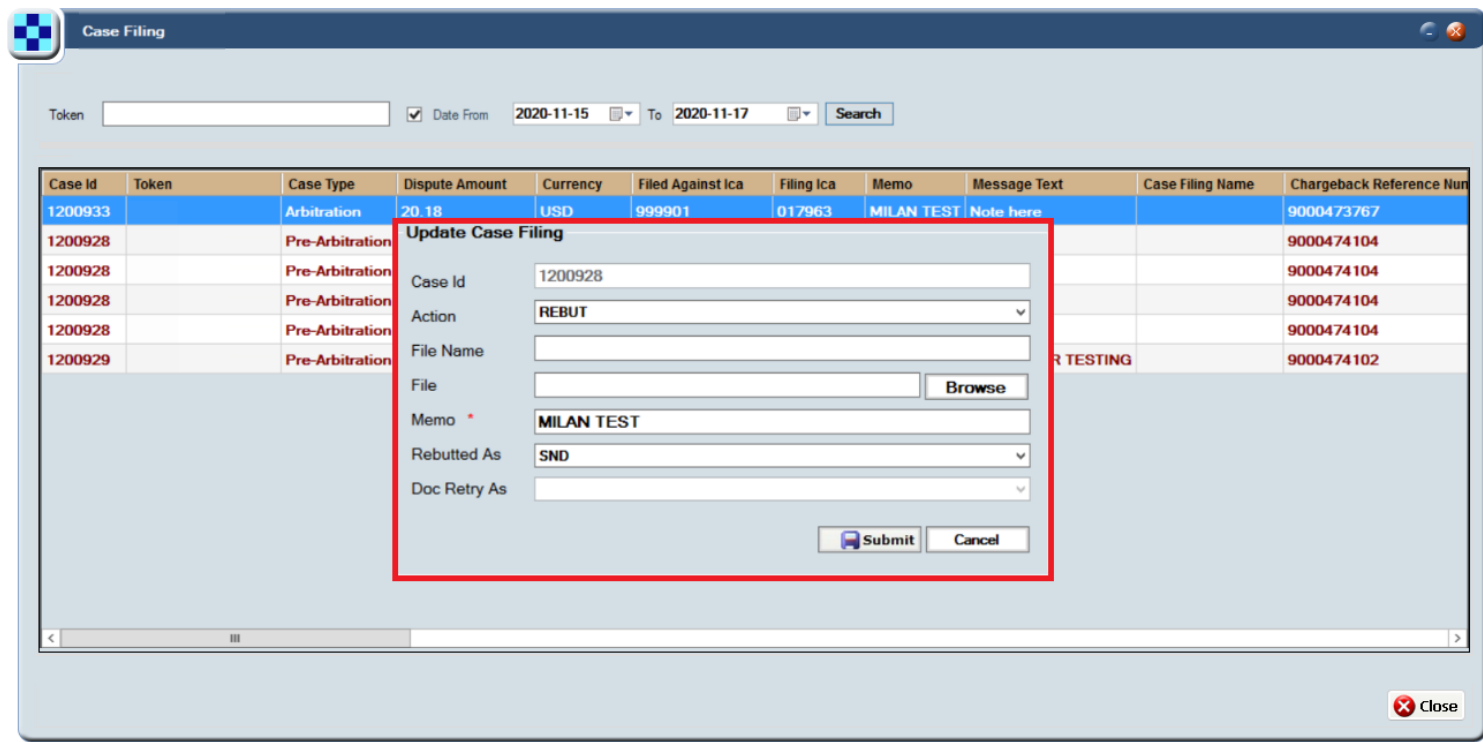 Case Filing
Token Date From 2020-11-15 To 2020-11-17 Search
Case Id Token Case Type Dispute Amount Currency Filed Against Ica Filing Ica Memo Message Text Case Filing Name Chargeback Reference Nun
1200933 Arbitration 20.18 USD 999901 017963 MILAN TEST Note here 9000473767
1200928 Pre-Arbitration 9000474104
1200928 Pre-Arbitration 9000474104
1200928 Pre-Arbitration 9000474104
1200928 Pre-Arbitration 9000474104
1200929 Pre-Arbitration R TESTING 9000474102
Update Case Filing
Case Id 1200928
Action REBUT
File Name
File Browse
Memo * MILAN TEST
Rebutted As SND
Doc Retry As
Submit Cancel
Close